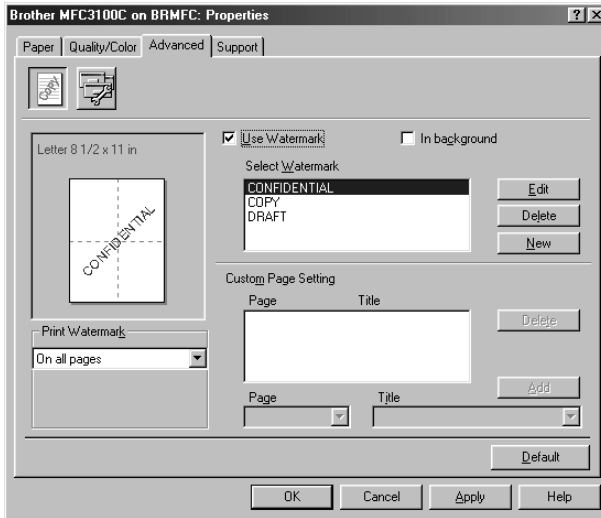 Brother MFC3100C on BRMFC: Properties
Paper Quality/Color Advanced Support
COPY
Letter 8 1/2 x 11 in
CONFIDENTIAL
Use Watermark In background
Select Watermark
CONFIDENTIAL
COPY
DRAFT
Edit
Delete
New
Print Watermark
On all pages
Custom Page Setting
Page Title
Delete
Add
Page Title
Default
OK Cancel Apply Help